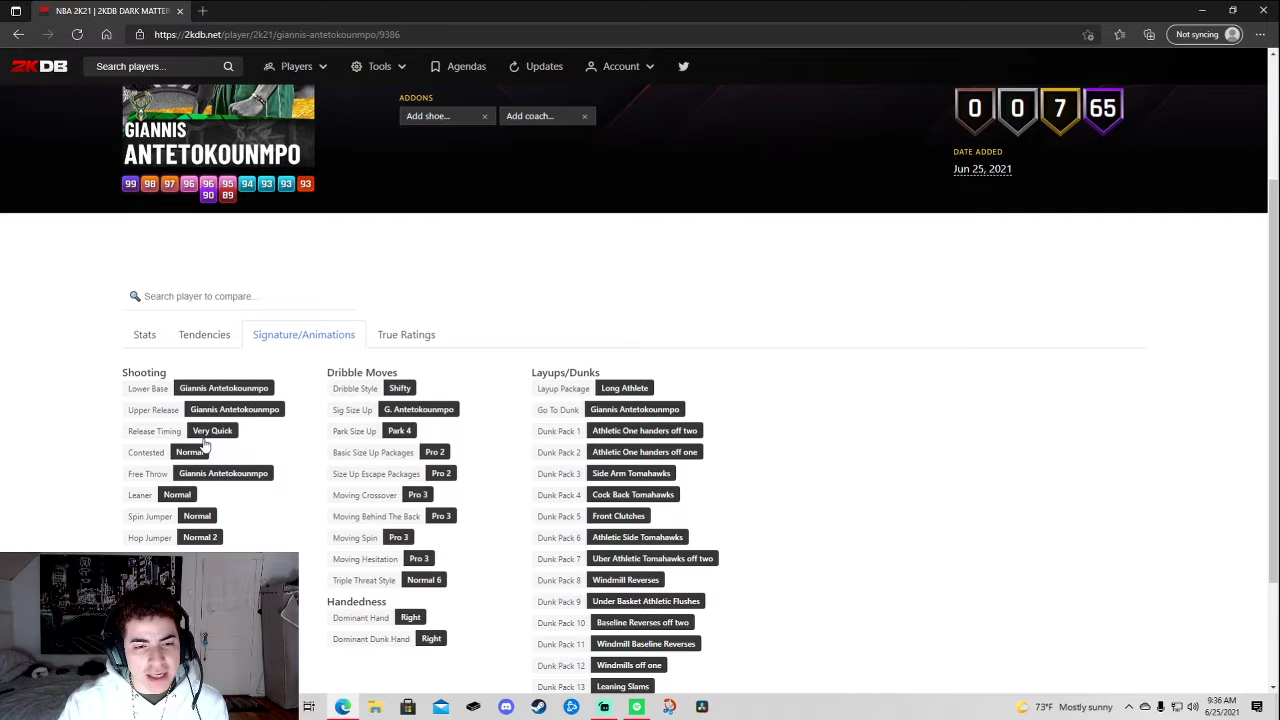 NBA 2K21 | 2KDB DARK MATTER
https://2kdb.net/player/2k21/giannis-antetokounmpo/9386
Not syncing
2KDB
Search players...
Players
Tools
Agendas
Updates
Account
ADDONS
Add shoe...
Add coach...
0 0 7 65
DATE ADDED
Jun 25, 2021
GIANNIS
ANTETOKOUNMPO
99 98 97 96 96 95 94 93 93 93
90 89
Search player to compare...
Stats
Tendencies
Signature/Animations
True Ratings
Shooting
Lower Base Giannis Antetokounmpo
Upper Release Giannis Antetokounmpo
Release Timing Very Quick
Contested Normal
Free Throw Giannis Antetokounmpo
Leaner Normal
Spin Jumper Normal
Hop Jumper Normal 2
Dribble Moves
Dribble Style Shifty
Sig Size Up G. Antetokounmpo
Park Size Up Park 4
Basic Size Up Packages Pro 2
Size Up Escape Packages Pro 2
Moving Crossover Pro 3
Moving Behind The Back Pro 3
Moving Spin Pro 3
Moving Hesitation Pro 3
Triple Threat Style Normal 6
Handedness
Dominant Hand Right
Dominant Dunk Hand Right
Layups/Dunks
Layup Package Long Athlete
Go To Dunk Giannis Antetokounmpo
Dunk Pack 1 Athletic One handers off two
Dunk Pack 2 Athletic One handers off one
Dunk Pack 3 Side Arm Tomahawks
Dunk Pack 4 Cock Back Tomahawks
Dunk Pack 5 Front Clutches
Dunk Pack 6 Athletic Side Tomahawks
Dunk Pack 7 Uber Athletic Tomahawks off two
Dunk Pack 8 Windmill Reverses
Dunk Pack 9 Under Basket Athletic Flushes
Dunk Pack 10 Baseline Reverses off two
Dunk Pack 11 Windmill Baseline Reverses
Dunk Pack 12 Windmills off one
Dunk Pack 13 Leaning Slams
73°F Mostly sunny
9:36 AM
6/25/2021